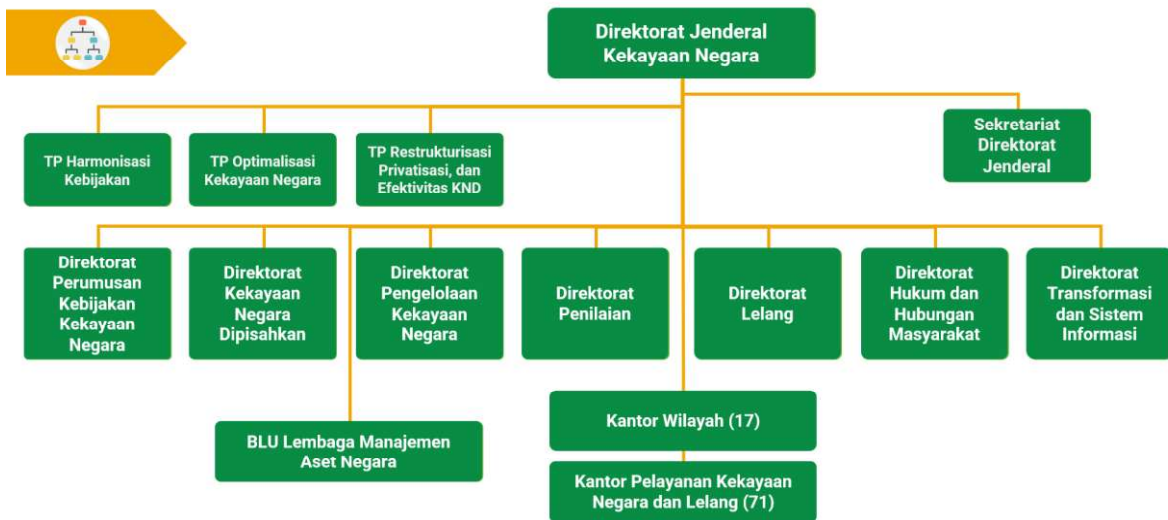 Direktorat Jenderal
Kekayaan Negara
TP Harmonisasi
Kebijakan
TP Optimalisasi
Kekayaan Negara
TP Restrukturisasi
Privatisasi, dan
Efektivitas KND
Sekretariat
Direktorat
Jenderal
Direktorat
Perumusan
Kebijakan
Kekayaan
Negara
Direktorat
Kekayaan
Negara
Dipisahkan
Direktorat
Pengelolaan
Kekayaan
Negara
Direktorat
Penilaian
Direktorat
Lelang
Direktorat
Hukum dan
Hubungan
Masyarakat
Direktorat
Transformasi
dan Sistem
Informasi
BLU Lembaga Manajemen
Aset Negara
Kantor Wilayah (17)
Kantor Pelayanan Kekayaan
Negara dan Lelang (71)